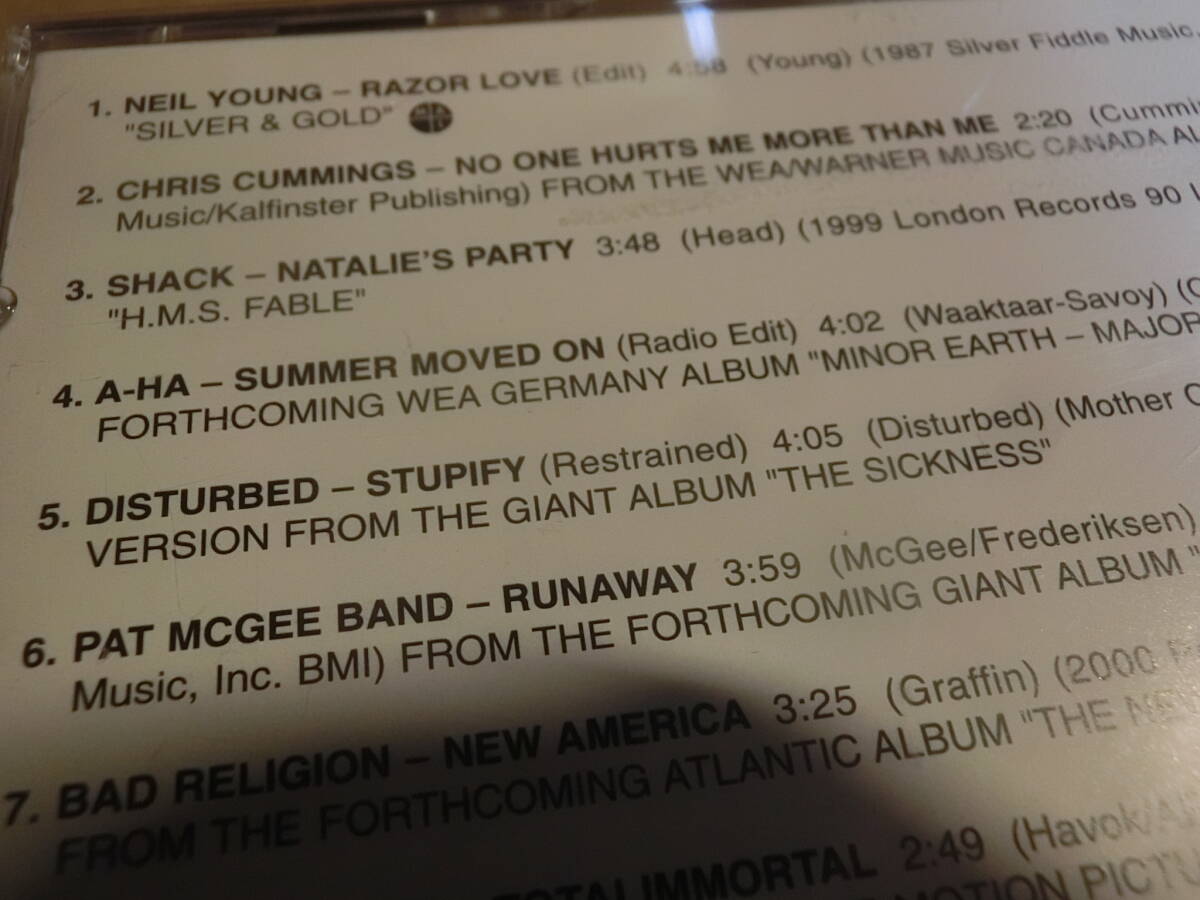 1. NEIL YOUNG – RAZOR LOVE (Edit) 4:58 (Young) (1987 Silver Fiddle Music,
"SILVER & GOLD"
2. CHRIS CUMMINGS – NO ONE HURTS ME MORE THAN ME 2:20 (Cummi
Music/Kalfinster Publishing) FROM THE WEA/WARNER MUSIC CANADA AL
3. SHACK – NATALIE'S PARTY 3:48 (Head) (1999 London Records 90
"H.M.S. FABLE"
4. A-HA – SUMMER MOVED ON (Radio Edit) 4:02 (Waaktaar-Savoy) (
FORTHCOMING WEA GERMANY ALBUM "MINOR EARTH – MAJOR
5. DISTURBED – STUPIFY (Restrained) 4:05 (Disturbed) (Mother
VERSION FROM THE GIANT ALBUM "THE SICKNESS"
6. PAT MCGEE BAND – RUNAWAY 3:59 (McGee/Frederiksen)
Music, Inc. BMI) FROM THE FORTHCOMING GIANT ALBUM "
7. BAD RELIGION – NEW AMERICA 3:25 (Graffin) (2000
FROM THE FORTHCOMING ATLANTIC ALBUM "THE
IMMORTAL 2:49 (Havok/
MOTION PICTU